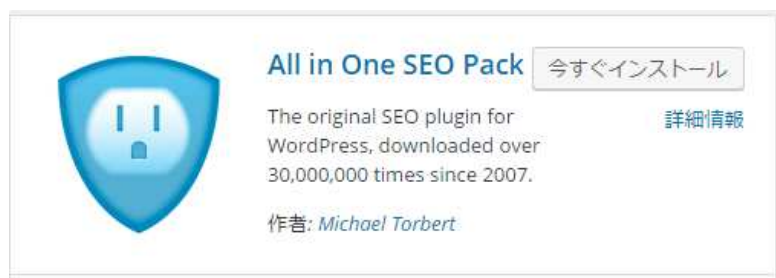 All in One SEO Pack
今すぐインストール
The original SEO plugin for
WordPress, downloaded over
30,000,000 times since 2007.
詳細情報
作者: Michael Torbert